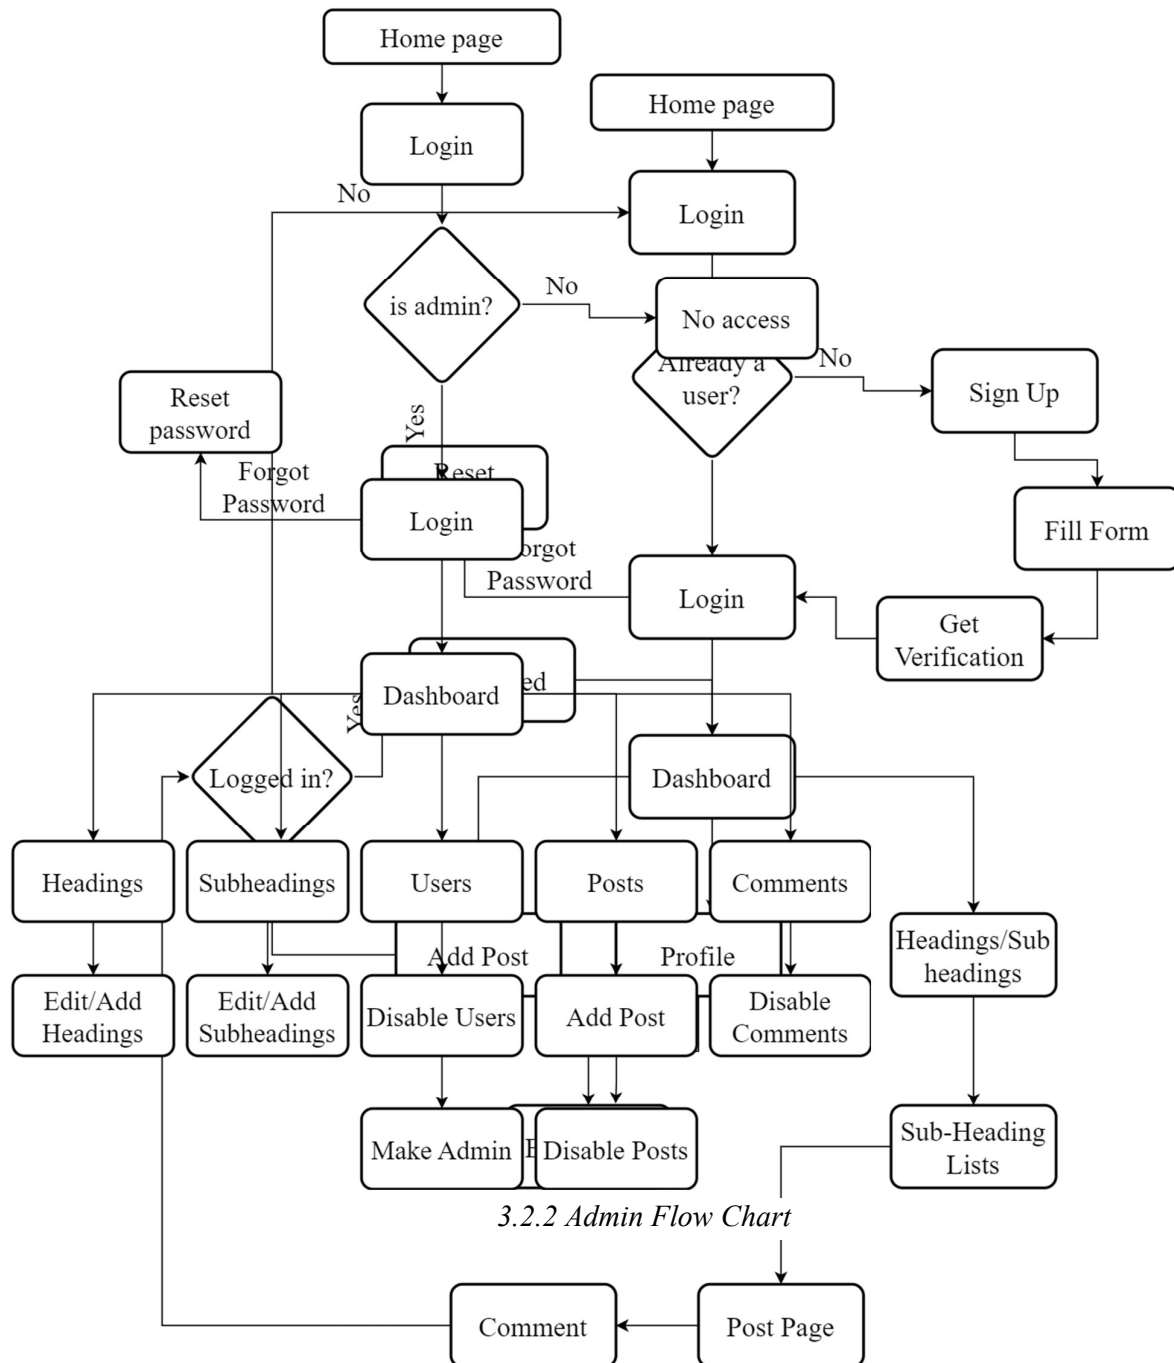 Home page
Home page
Login
Login
No
is admin?
No
No access
Already a
user?
No
Sign Up
Reset
password
Yes
Forgot
Password
Reset
Login
Fill Form
Forgot
Password
Login
Get
Verification
Dashboard
Yes
Logged in?
Dashboard
Headings
Subheadings
Users
Posts
Comments
Add Post
Profile
Headings/Sub
headings
Edit/Add
Headings
Edit/Add
Subheadings
Disable Users
Add Post
Disable
Comments
Make Admin
Disable Posts
Sub-Heading
Lists
3.2.2 Admin Flow Chart
Comment
Post Page